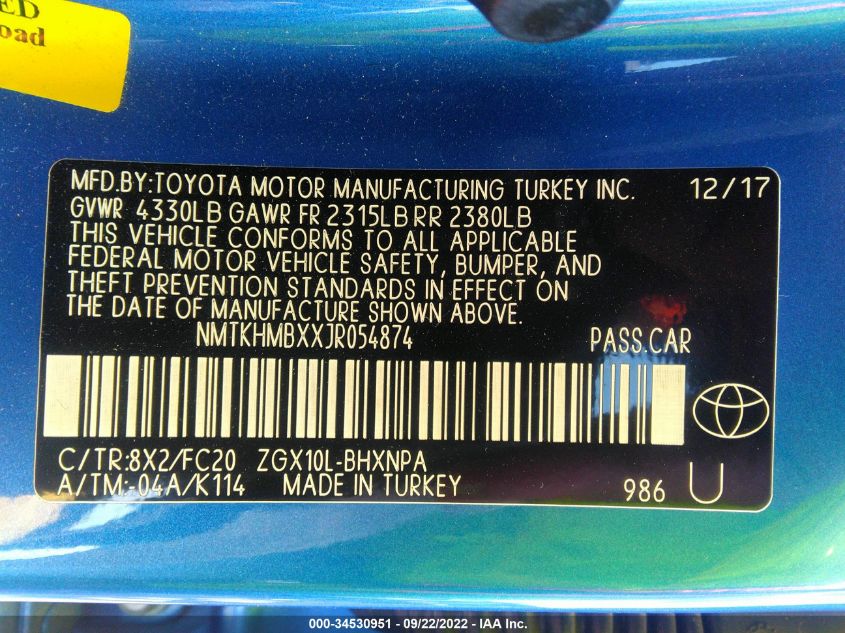 ED
oad
MFD.BY:TOYOTA MOTOR MANUFACTURING TURKEY INC. 12/17
GVWR 4330LB GAWR FR 2315LB RR 2380LB
THIS VEHICLE CONFORMS TO ALL APPLICABLE
FEDERAL MOTOR VEHICLE SAFETY, BUMPER, AND
THEFT PREVENTION STANDARDS IN EFFECT ON
THE DATE OF MANUFACTURE SHOWN ABOVE.
NMTKHMBXXJR054874 PASS.CAR
C/TR:8X2/FC20 ZGX10L-BHXNPA
A/TM:-04A/K114 MADE IN TURKEY 986 U
000-34530951 - 09/22/2022 - IAA Inc.